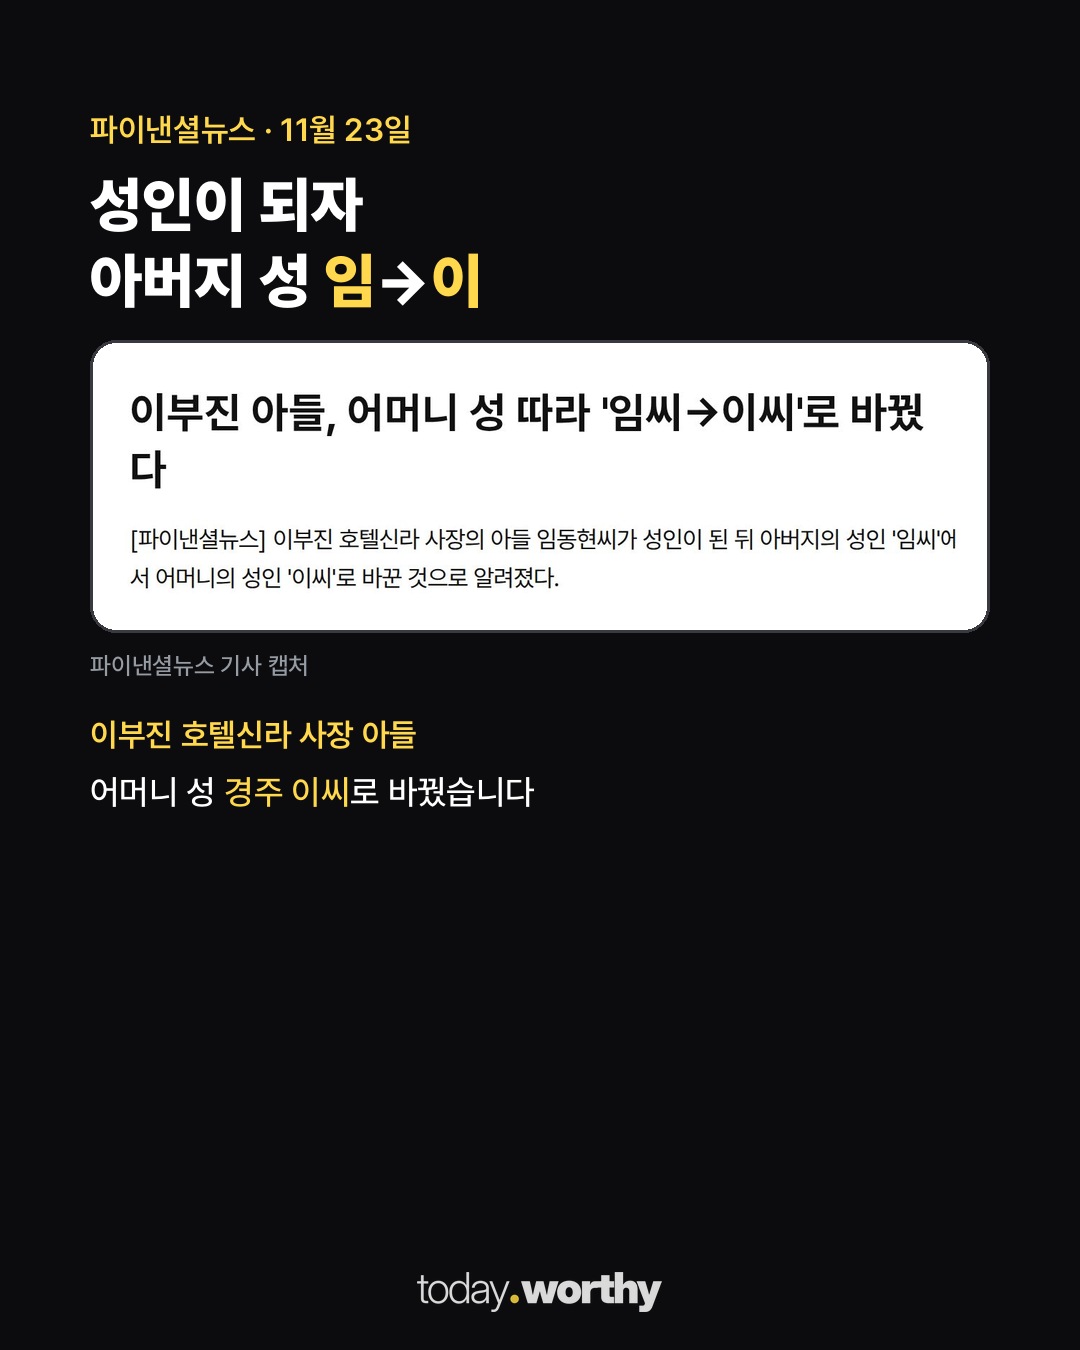 파이낸셜뉴스 · 11월 23일
성인이 되자
아버지 성 임→이
이부진 아들, 어머니 성 따라 '임씨→이씨'로 바꿨
다
[파이낸셜뉴스] 이부진 호텔신라 사장의 아들 임동현씨가 성인이 된 뒤 아버지의 성인 '임씨'에
서 어머니의 성인 '이씨'로 바꾼 것으로 알려졌다.
파이낸셜뉴스 기사 캡처
이부진 호텔신라 사장 아들
어머니 성 경주 이씨로 바꿨습니다
today.worthy